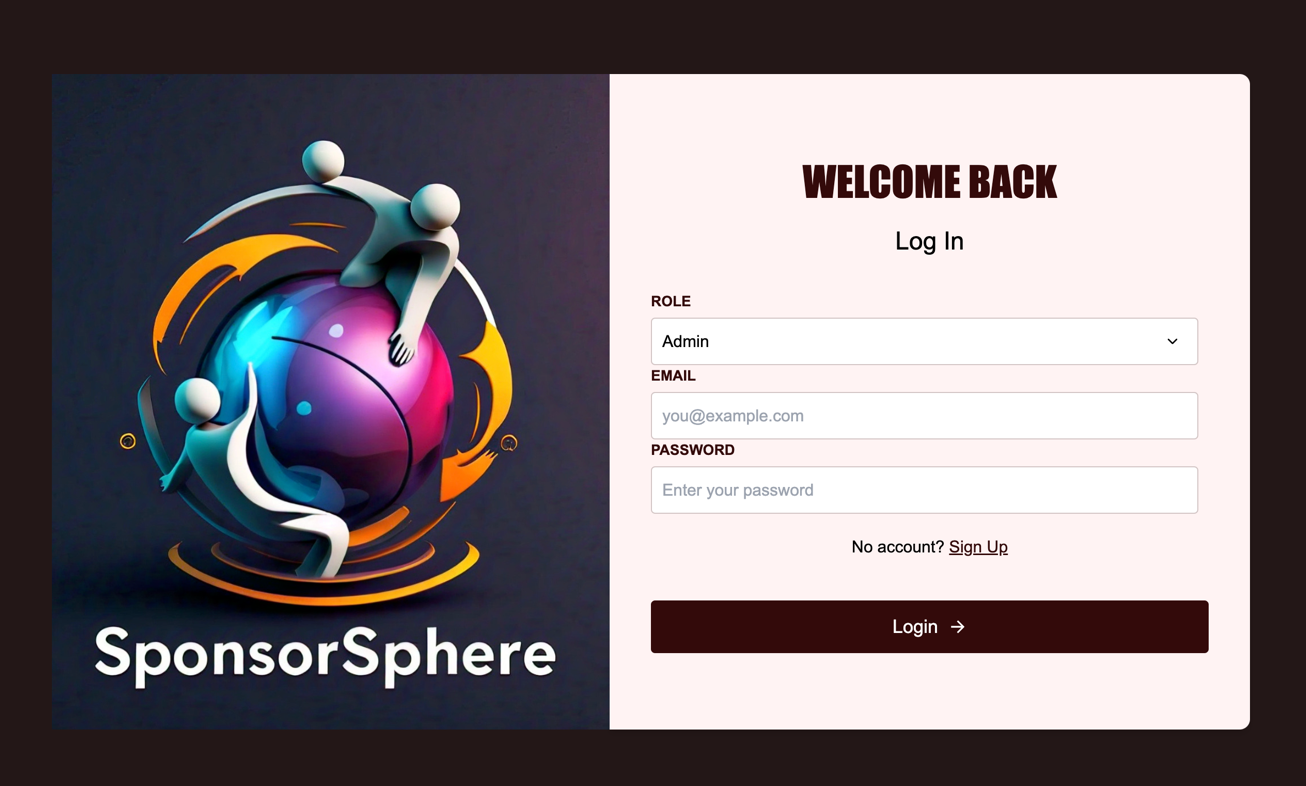 SponsorSphere
WELCOME BACK
Log In
ROLE
Admin
EMAIL
you@example.com
PASSWORD
Enter your password
No account? Sign Up
Login →